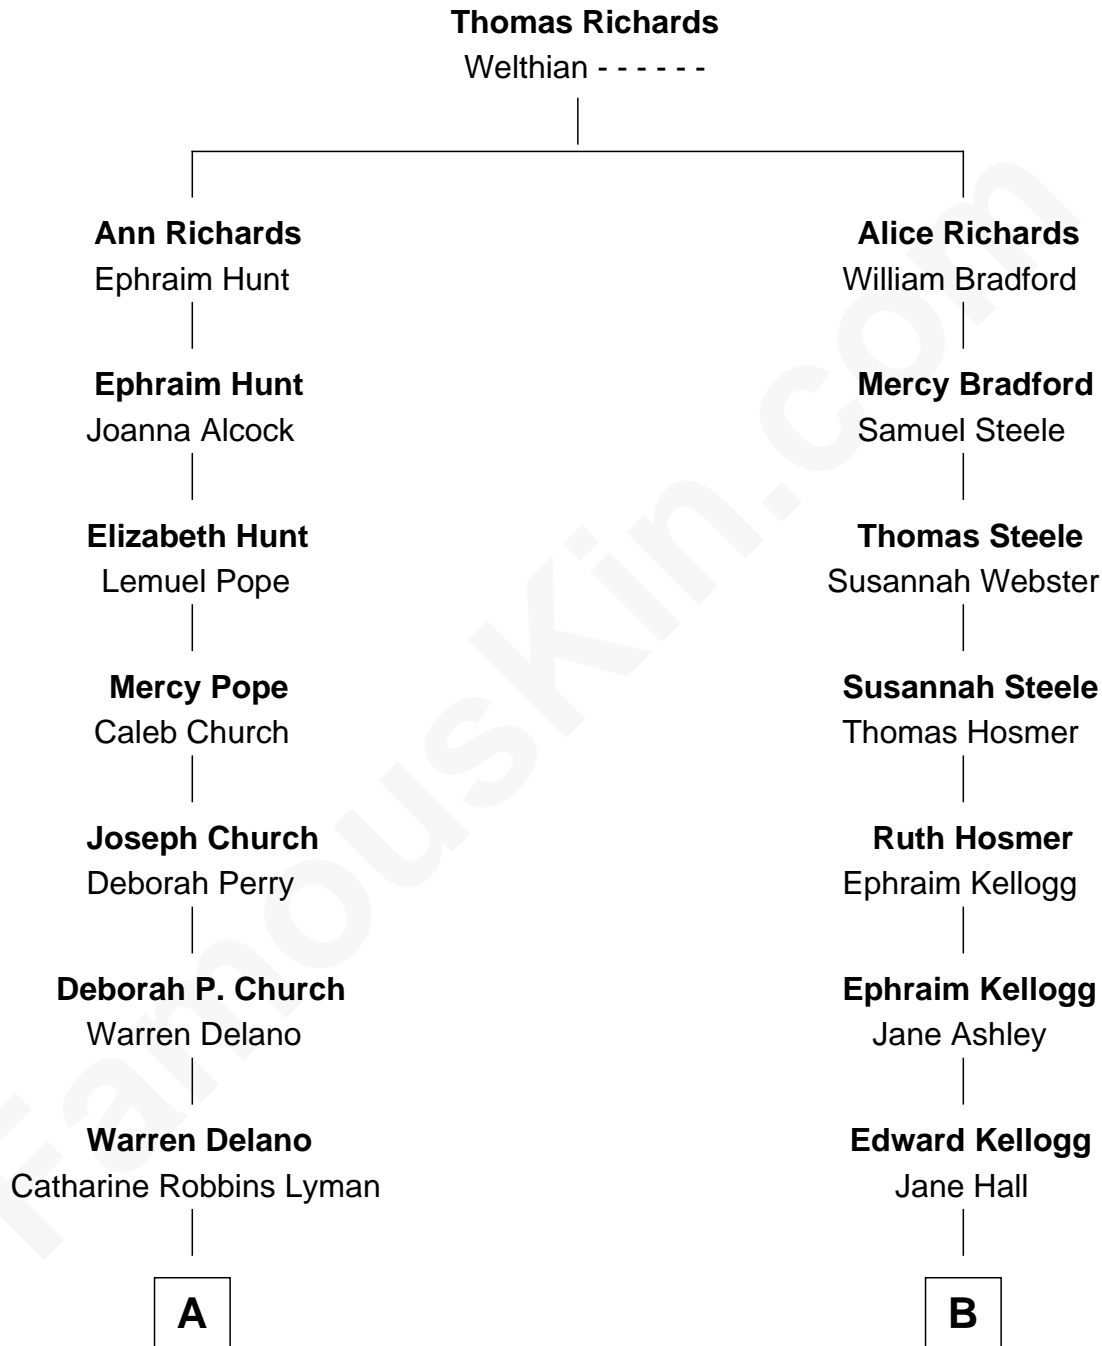 Thomas Richards
Welthian - - - - - -
Ann Richards
Ephraim Hunt
Alice Richards
William Bradford
Ephraim Hunt
Joanna Alcock
Mercy Bradford
Samuel Steele
Elizabeth Hunt
Lemuel Pope
Thomas Steele
Susannah Webster
Mercy Pope
Caleb Church
Susannah Steele
Thomas Hosmer
Joseph Church
Deborah Perry
Ruth Hosmer
Ephraim Kellogg
Deborah P. Church
Warren Delano
Ephraim Kellogg
Jane Ashley
Warren Delano
Catharine Robbins Lyman
Edward Kellogg
Jane Hall
A
B
FamousKin.com